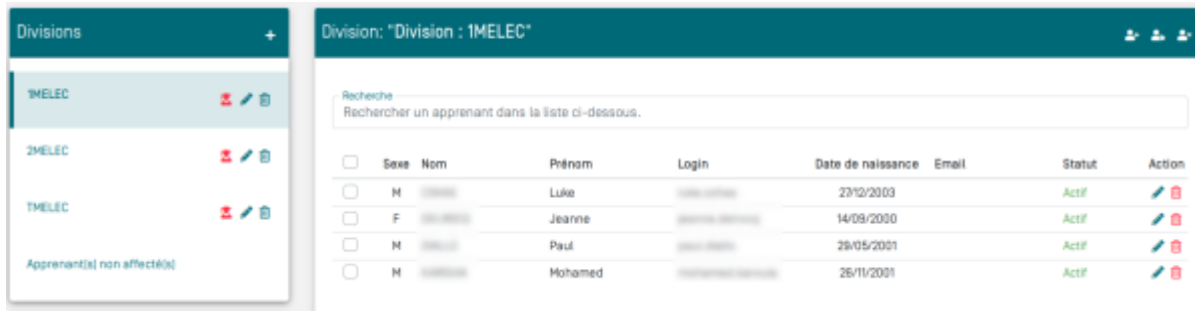 Divisions +
1MELEC
2MELEC
TMELEC
Apprenant(s) non affecté(s)
Division: "Division : 1MELEC"
Recherche
Rechercher un apprenant dans la liste ci-dessous.
Sexe Nom Prénom Login Date de naissance Email Statut Action
M Luke 27/12/2003 Actif
F Jeanne 14/09/2000 Actif
M Paul 29/05/2001 Actif
M Mohamed 26/11/2001 Actif